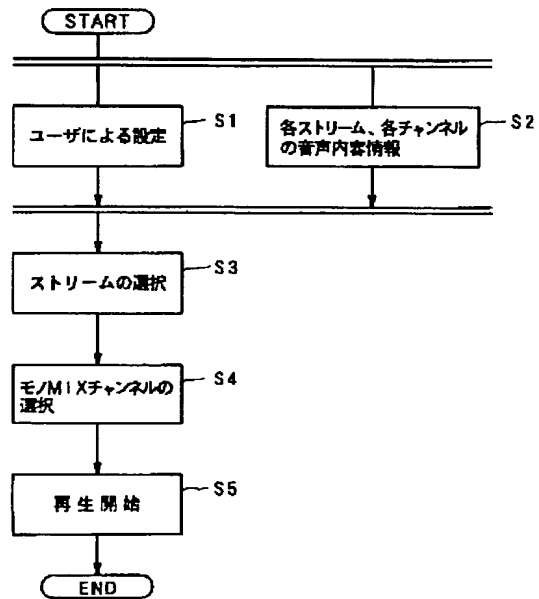 START
ユーザによる設定
S1
各ストリーム、各チャンネル
の音声内容情報
S2
ストリームの選択
S3
モノMIXチャンネルの
選択
S4
再生開始
S5
END